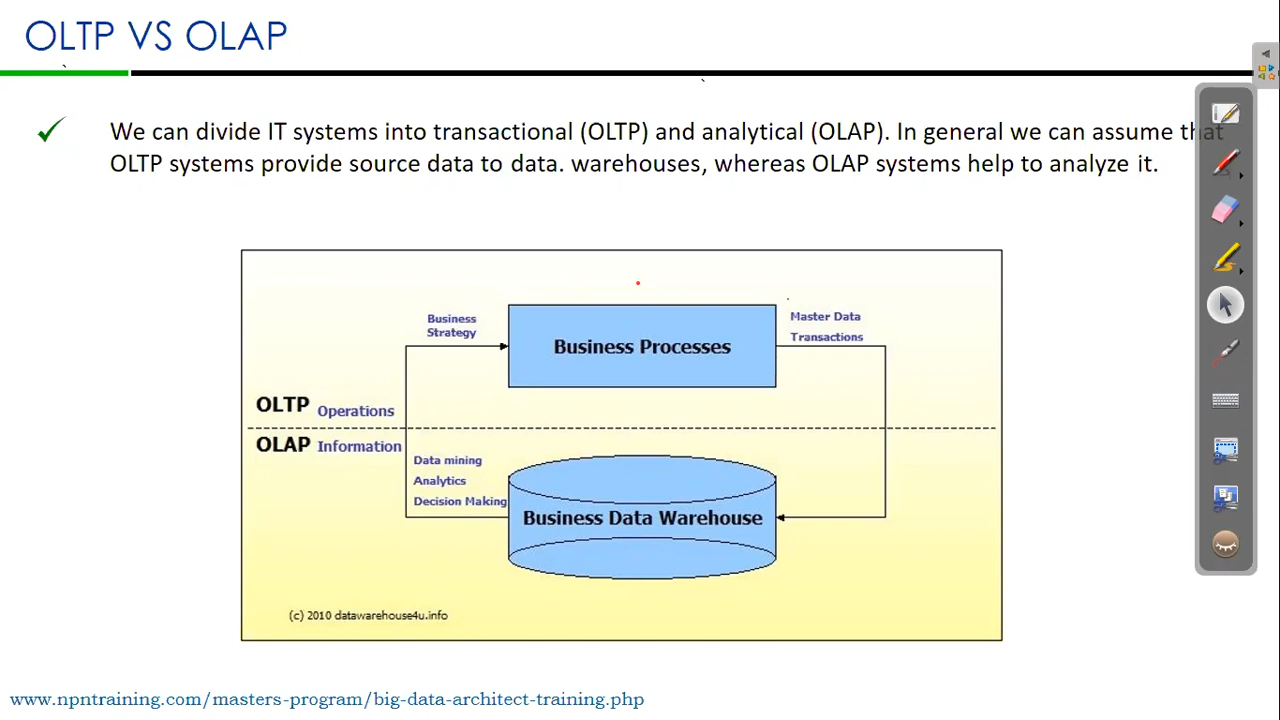 OLTP VS OLAP
We can divide IT systems into transactional (OLTP) and analytical (OLAP). In general we can assume that
OLTP systems provide source data to data. warehouses, whereas OLAP systems help to analyze it.
Business
Strategy
Business Processes
Master Data
Transactions
OLTP Operations
OLAP Information
Data mining
Analytics
Decision Making
Business Data Warehouse
(c) 2010 datawarehouse4u.info
www.npntraining.com/masters-program/big-data-architect-training.php